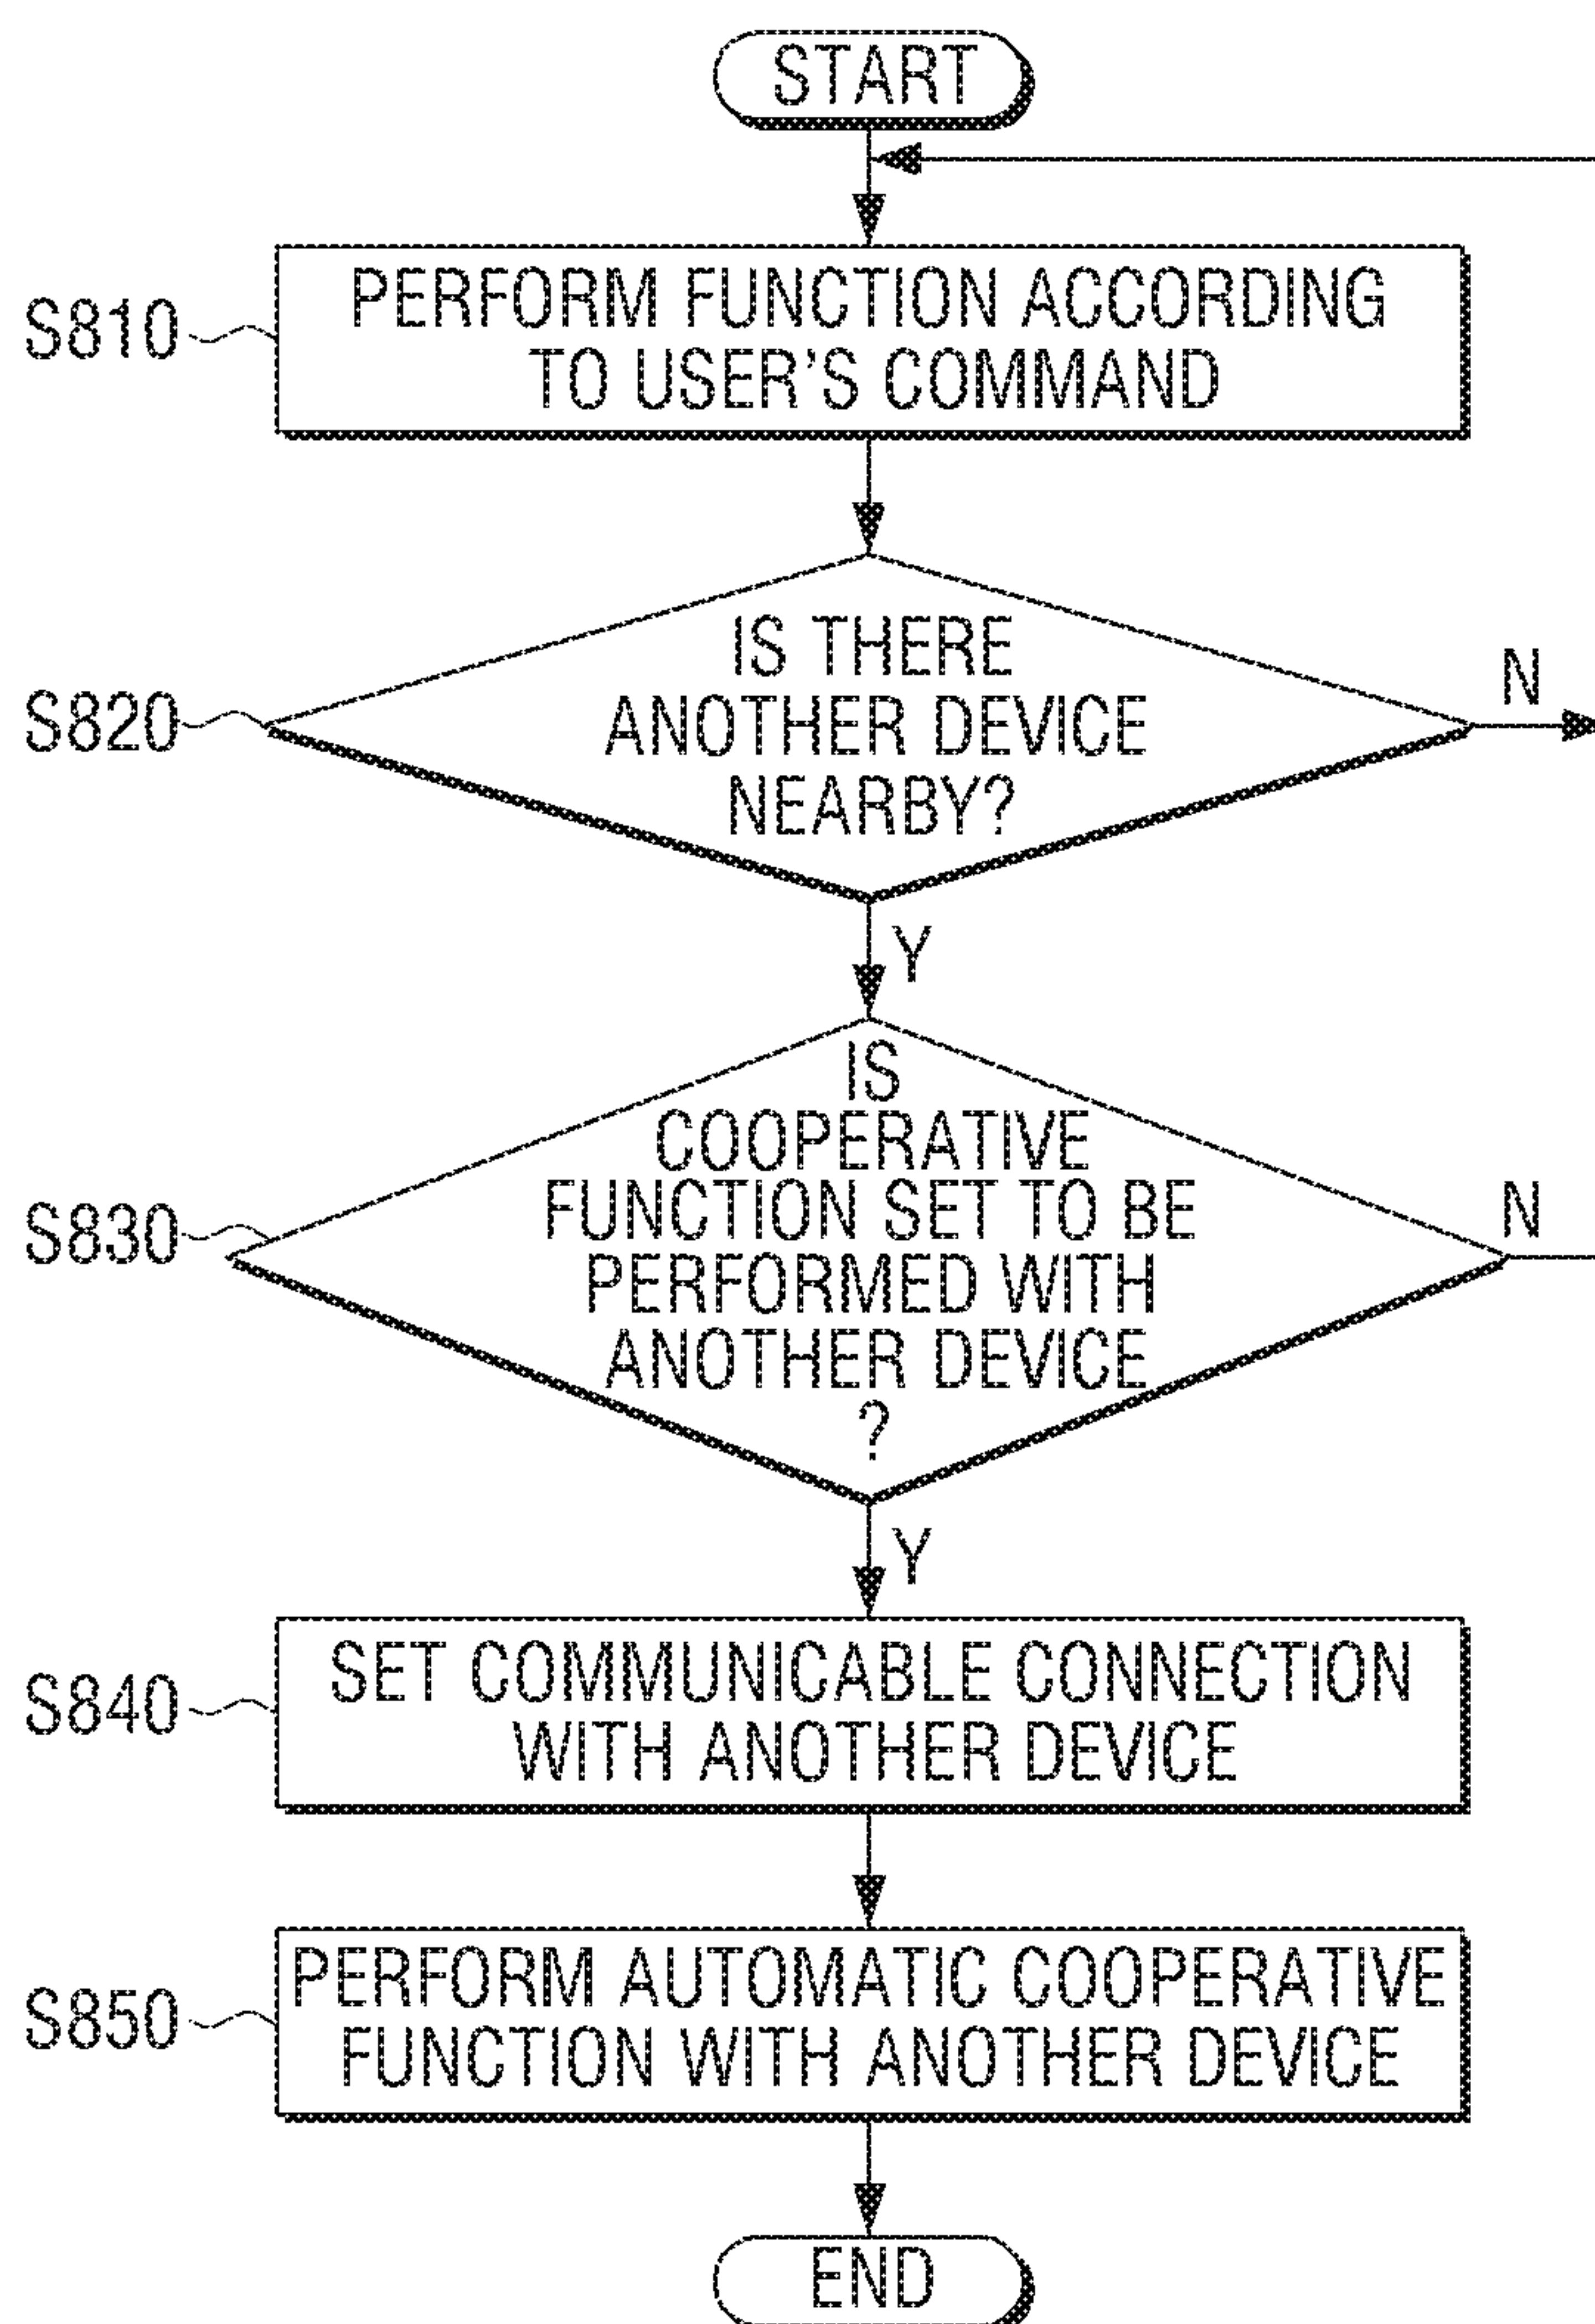 START
S810
PERFORM FUNCTION ACCORDING
TO USER'S COMMAND
S820
IS THERE
ANOTHER DEVICE
NEARBY?
N
Y
S830
IS
COOPERATIVE
FUNCTION SET TO BE
PERFORMED WITH
ANOTHER DEVICE
?
N
Y
S840
SET COMMUNICABLE CONNECTION
WITH ANOTHER DEVICE
S850
PERFORM AUTOMATIC COOPERATIVE
FUNCTION WITH ANOTHER DEVICE
END